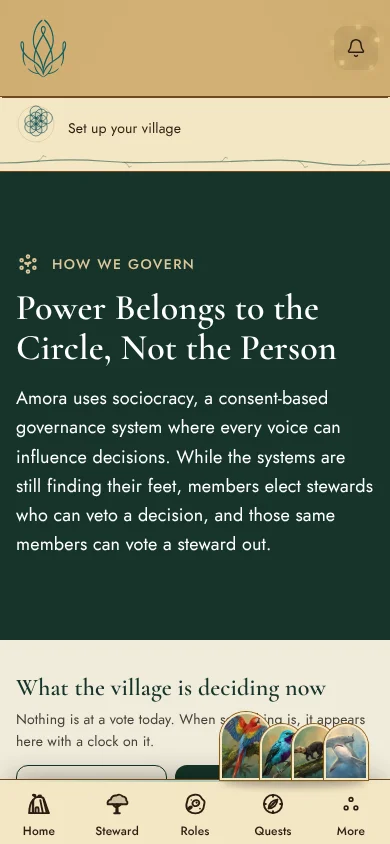 Set up your village
HOW WE GOVERN
Power Belongs to the
Circle, Not the Person
Amora uses sociocracy, a consent-based
governance system where every voice can
influence decisions. While the systems are
still finding their feet, members elect stewards
who can veto a decision, and those same
members can vote a steward out.
What the village is deciding now
Nothing is at a vote today. When is, it appears
here with a clock on it.
Home
Steward
Roles
Quests
More